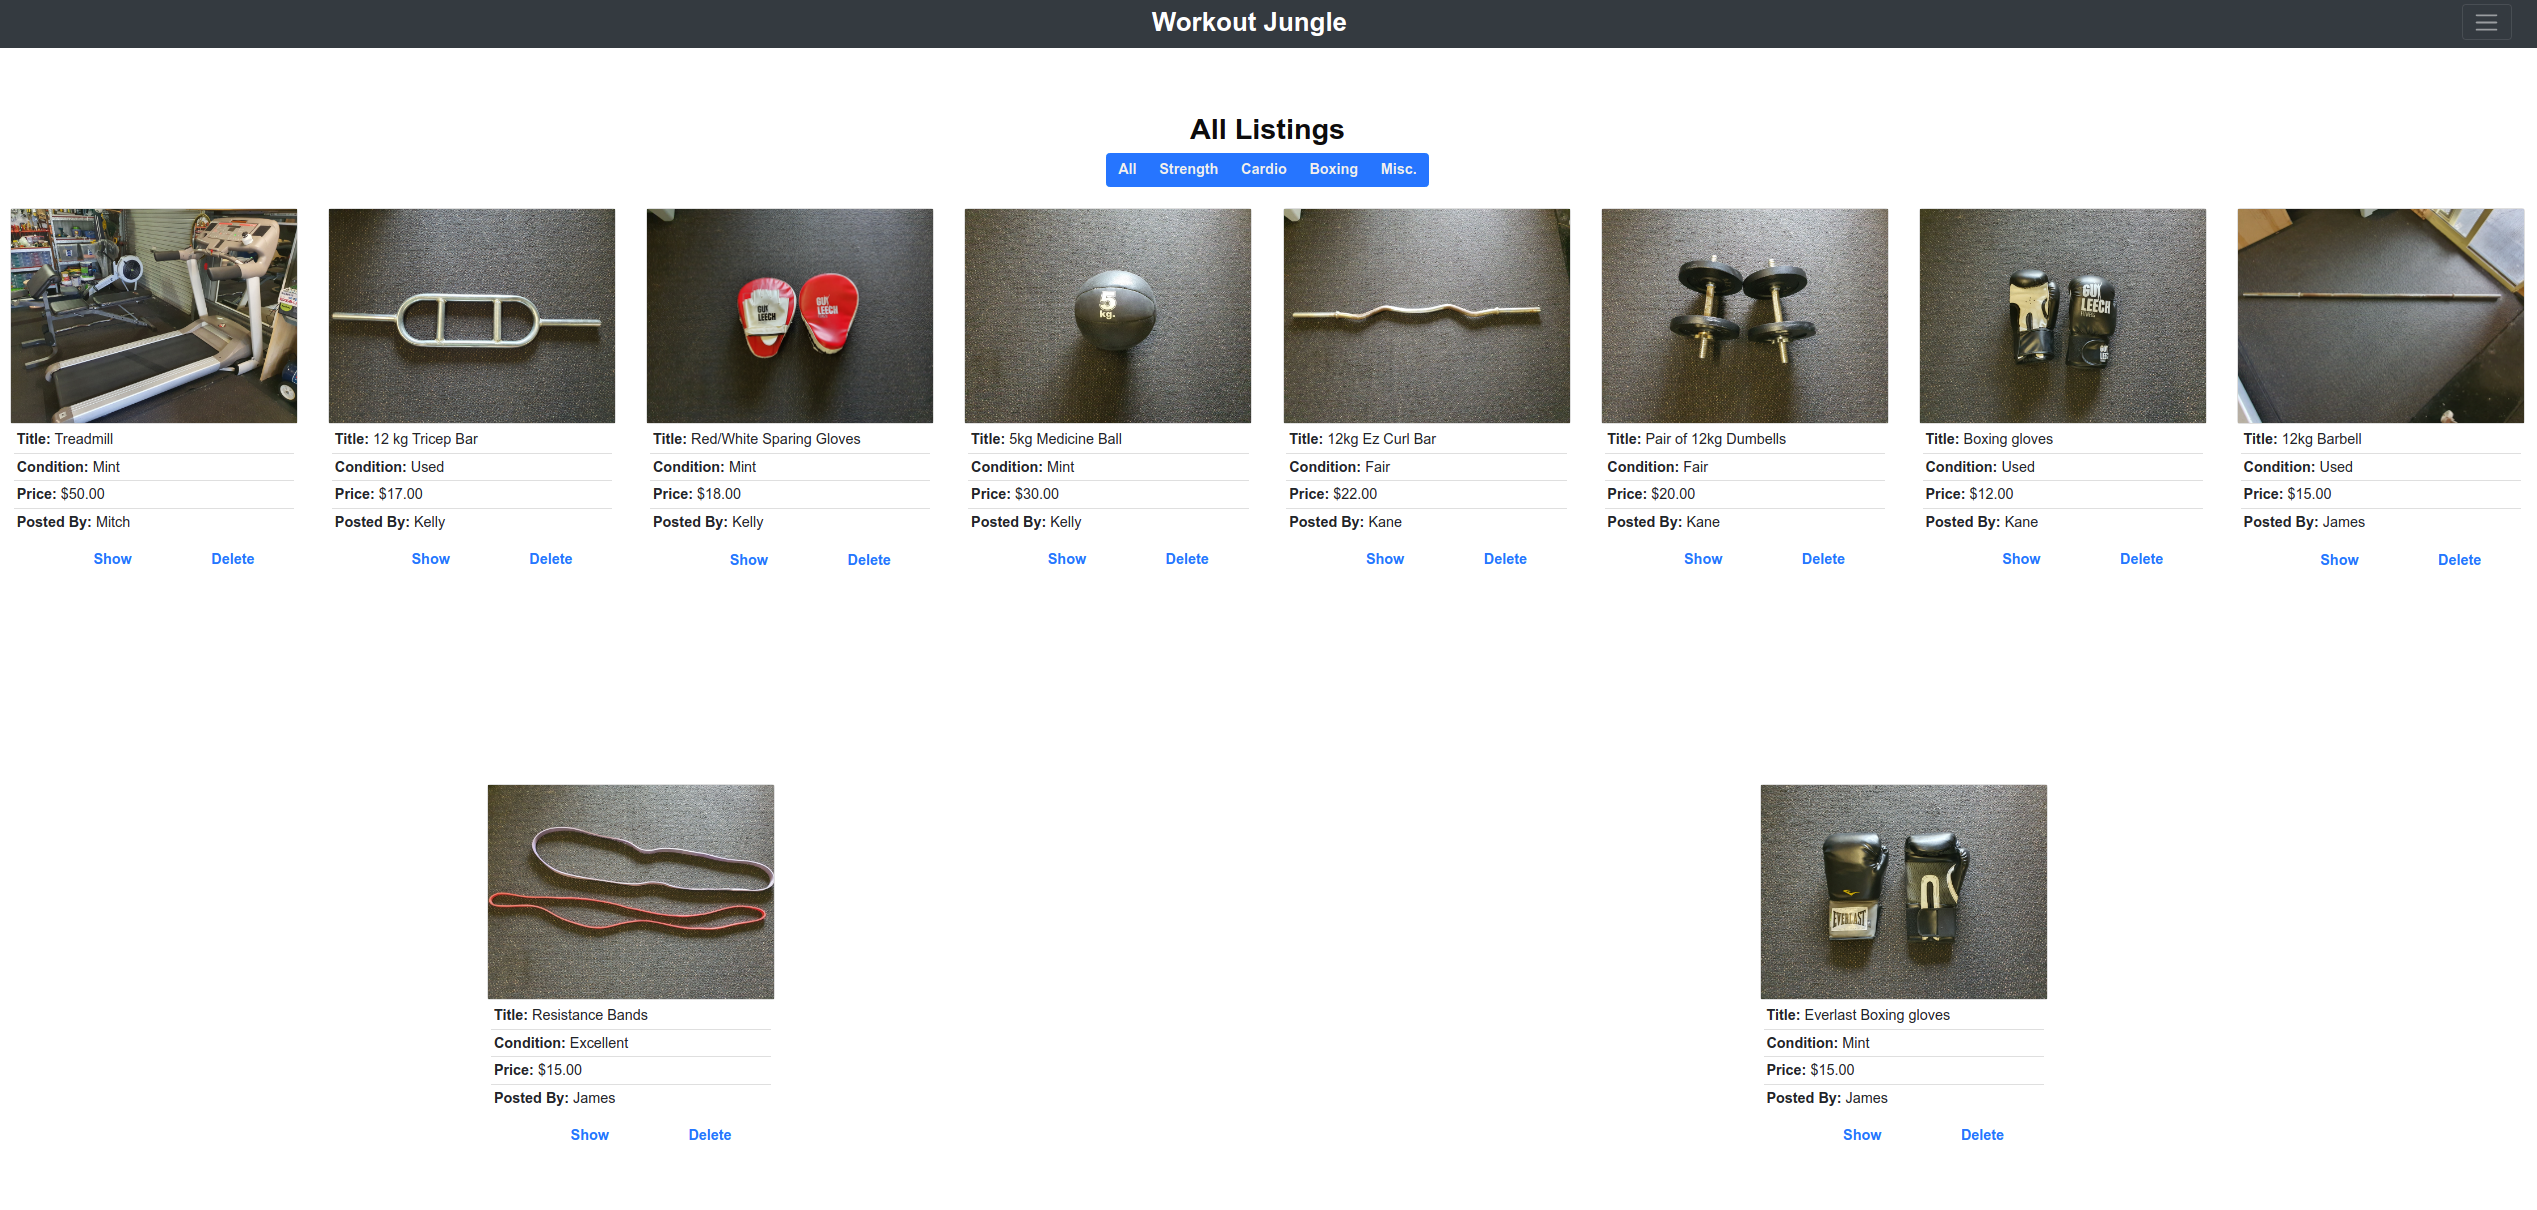 Workout Jungle
All Listings
All Strength Cardio Boxing Misc.
GUY
LEECH
GUY
LEECH
5
kg.
GUY
LEECH
Title: Treadmill
Condition: Mint
Price: $50.00
Posted By: Mitch
Show Delete
Title: 12 kg Tricep Bar
Condition: Used
Price: $17.00
Posted By: Kelly
Show Delete
Title: Red/White Sparing Gloves
Condition: Mint
Price: $18.00
Posted By: Kelly
Show Delete
Title: 5kg Medicine Ball
Condition: Mint
Price: $30.00
Posted By: Kelly
Show Delete
Title: 12kg Ez Curl Bar
Condition: Fair
Price: $22.00
Posted By: Kane
Show Delete
Title: Pair of 12kg Dumbells
Condition: Fair
Price: $20.00
Posted By: Kane
Show Delete
Title: Boxing gloves
Condition: Used
Price: $12.00
Posted By: Kane
Show Delete
Title: 12kg Barbell
Condition: Used
Price: $15.00
Posted By: James
Show Delete
Title: Resistance Bands
Condition: Excellent
Price: $15.00
Posted By: James
Show Delete
EVERLAST
Title: Everlast Boxing gloves
Condition: Mint
Price: $15.00
Posted By: James
Show Delete